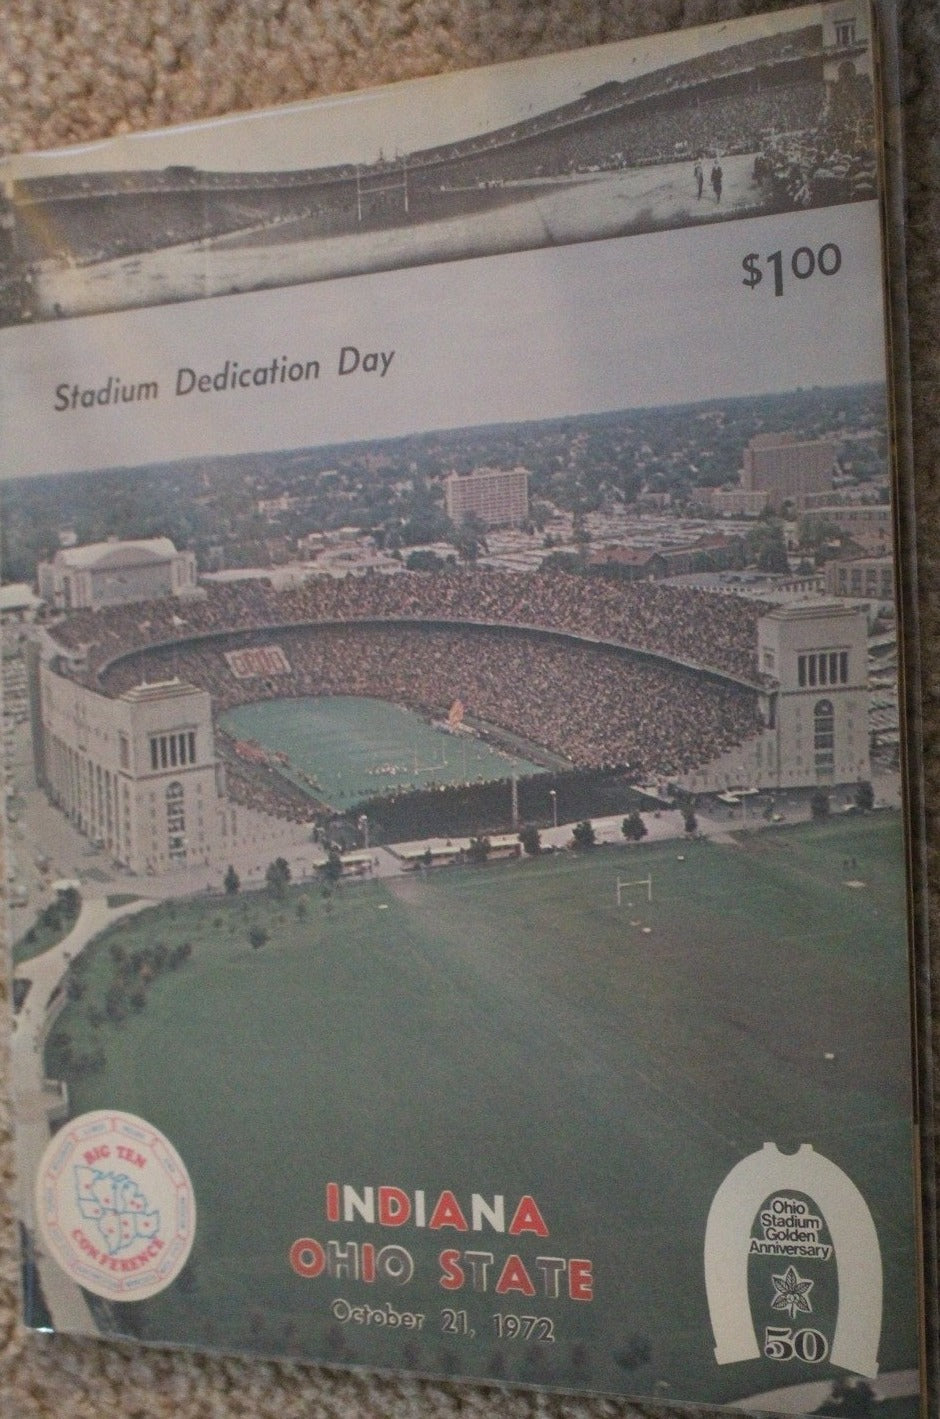 $1.00
Stadium Dedication Day
BIG TEN
CONFERENCE
INDIANA
OHIO STATE
October 21, 1972
Ohio
Stadium
Golden
Anniversary
50